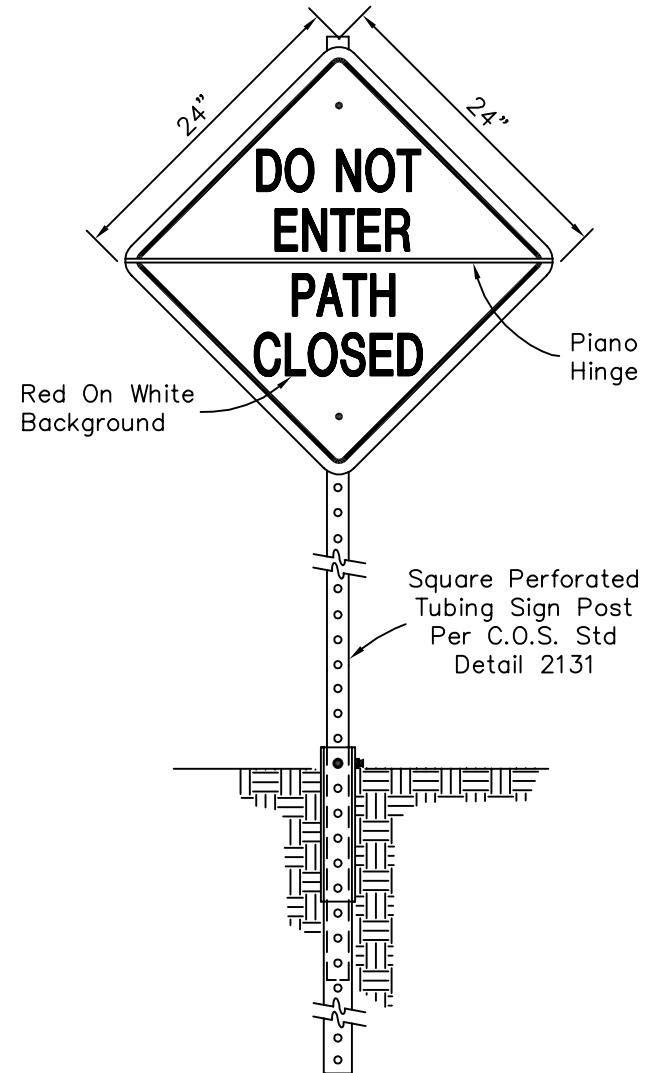 24”
24”
DO NOT
ENTER
PATH
CLOSED
Piano
Hinge
Red On White
Background
Square Perforated
Tubing Sign Post
Per C.O.S. Std
Detail 2131